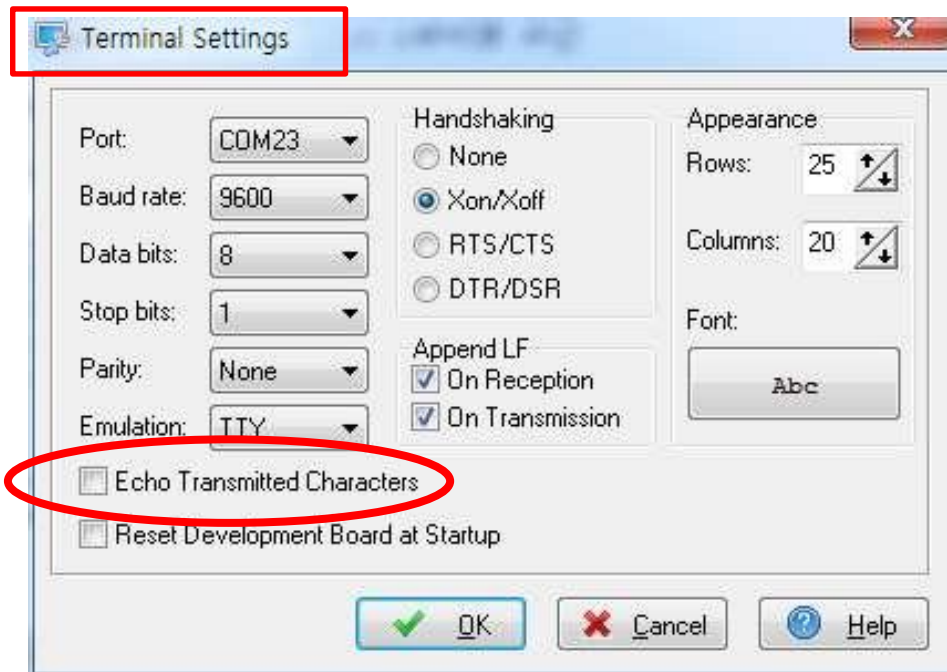 Terminal Settings
Port: COM23
Baud rate: 9600
Data bits: 8
Stop bits: 1
Parity: None
Emulation: TTY
Echo Transmitted Characters
Reset Development Board at Startup
Handshaking
None
Xon/Xoff
RTS/CTS
DTR/DSR
Append LF
On Reception
On Transmission
Appearance
Rows: 25
Columns: 20
Font:
Abc
OK
Cancel
Help